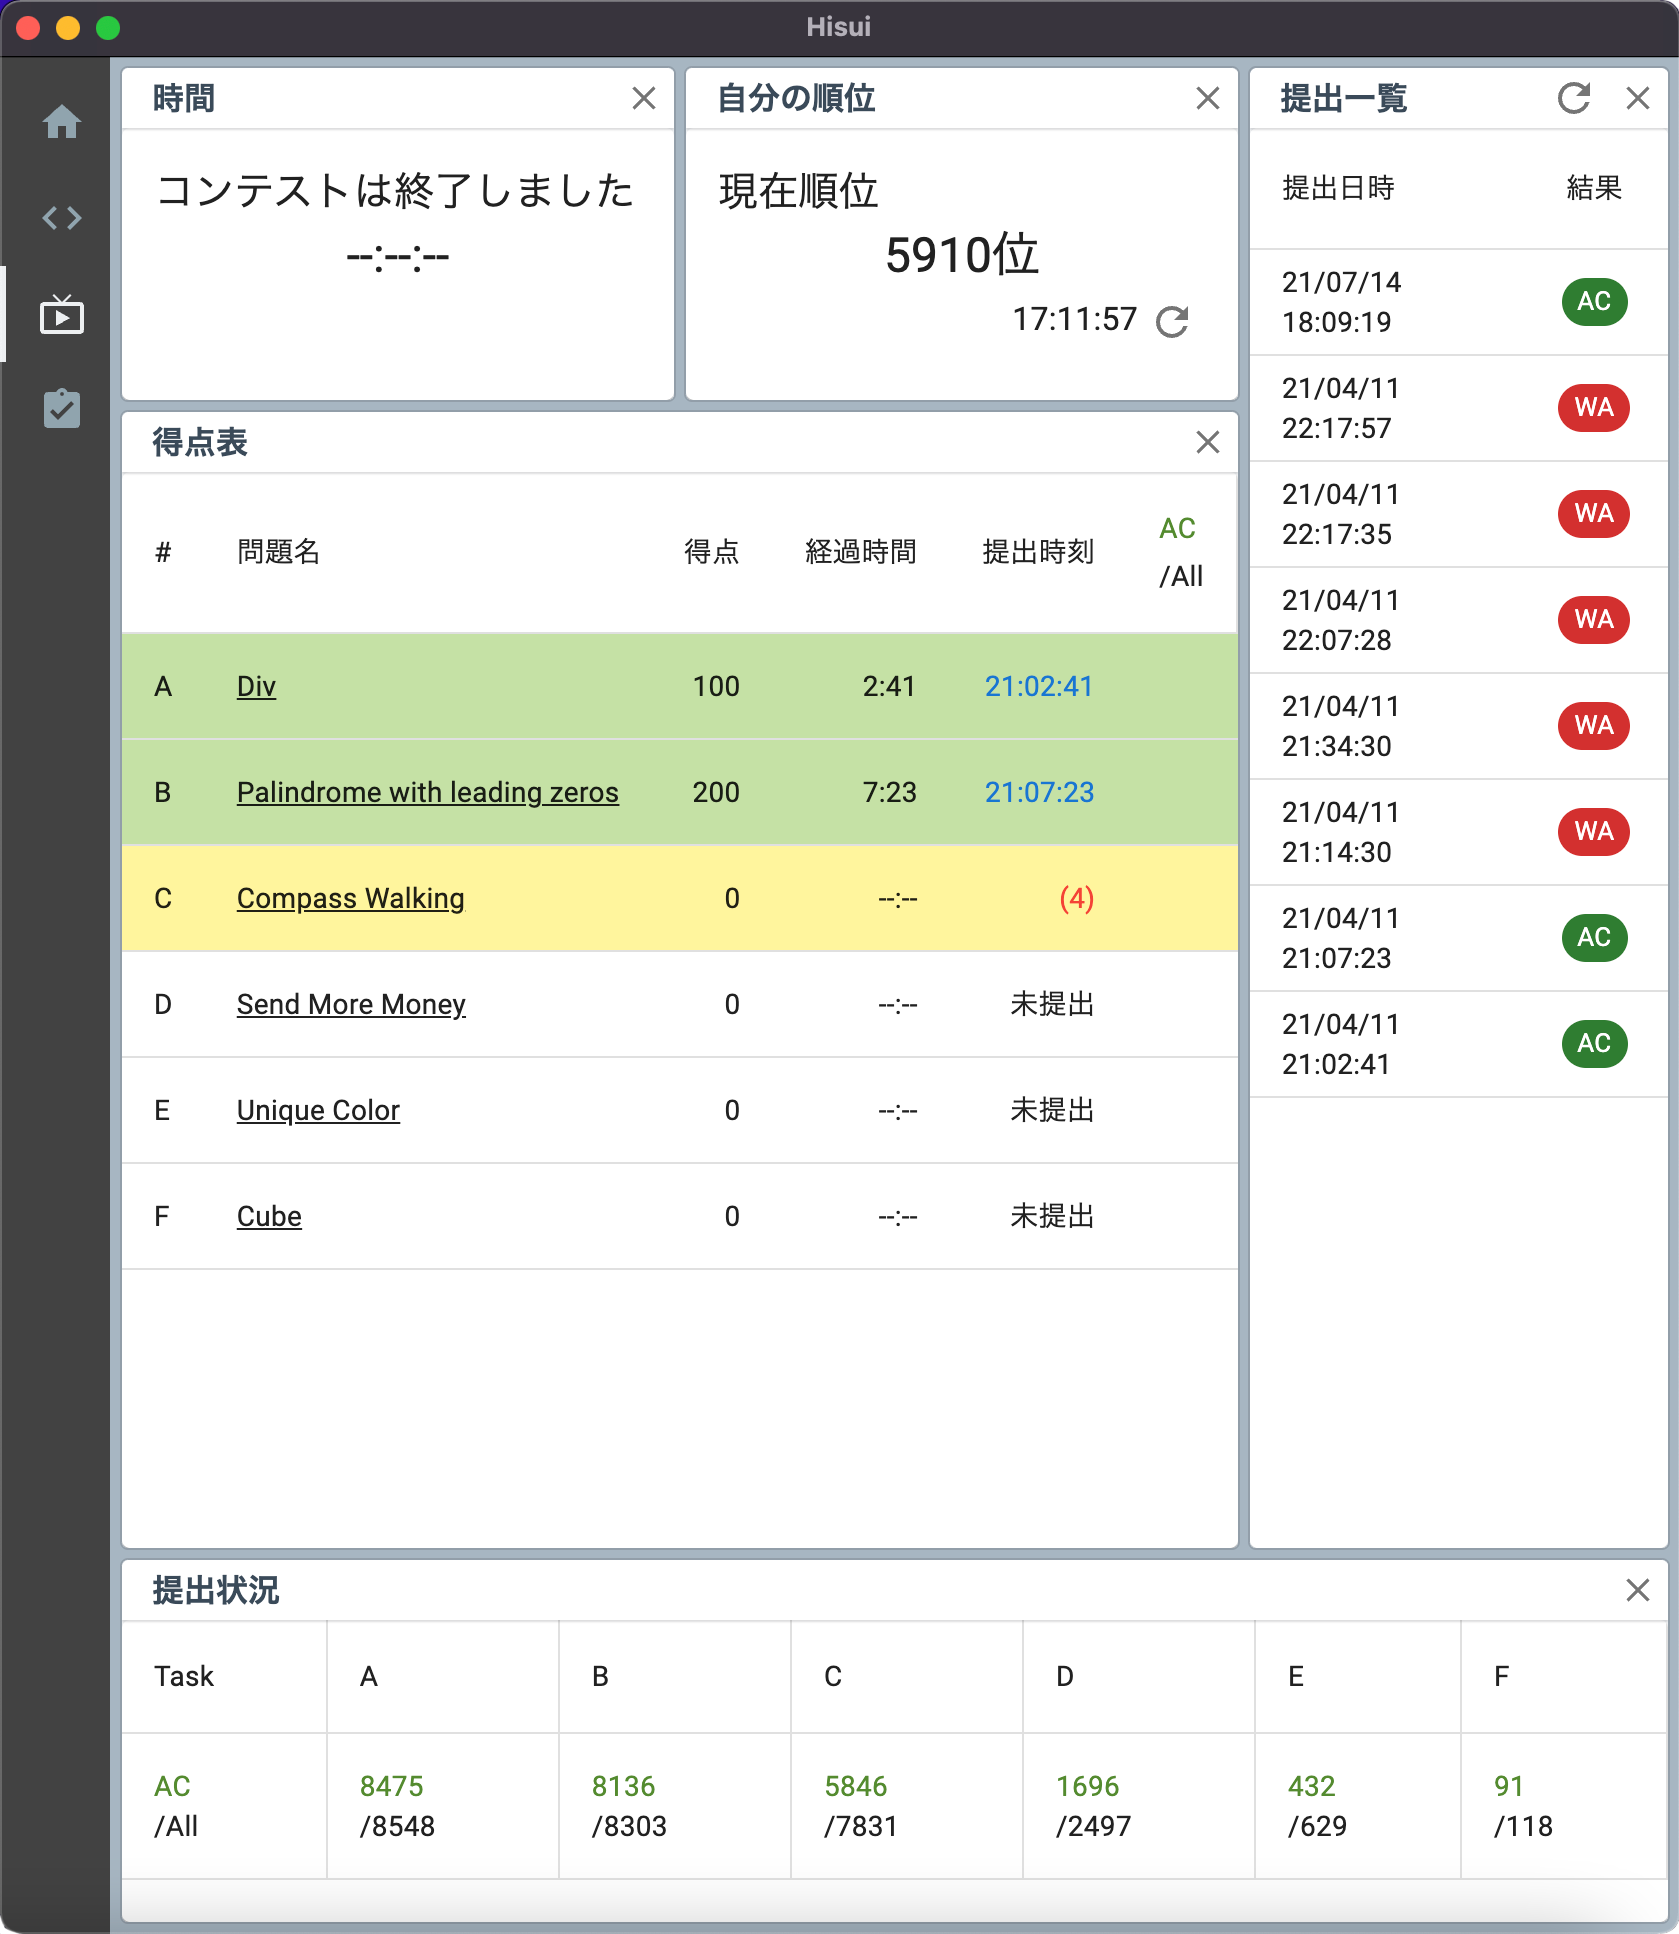 Hisui
時間
コンテストは終了しました
--:--:--
自分の順位
現在順位
5910位
17:11:57
得点表
# 問題名 得点 経過時間 提出時刻 AC
/All
A Div 100 2:41 21:02:41
B Palindrome with leading zeros 200 7:23 21:07:23
C Compass Walking 0 --:-- (4)
D Send More Money 0 --:-- 未提出
E Unique Color 0 --:-- 未提出
F Cube 0 --:-- 未提出
提出一覧
提出日時 結果
21/07/14
18:09:19 AC
21/04/11
22:17:57 WA
21/04/11
22:17:35 WA
21/04/11
22:07:28 WA
21/04/11
21:34:30 WA
21/04/11
21:14:30 WA
21/04/11
21:07:23 AC
21/04/11
21:02:41 AC
提出状況
Task A B C D E F
AC 8475 8136 5846 1696 432 91
/All /8548 /8303 /7831 /2497 /629 /118